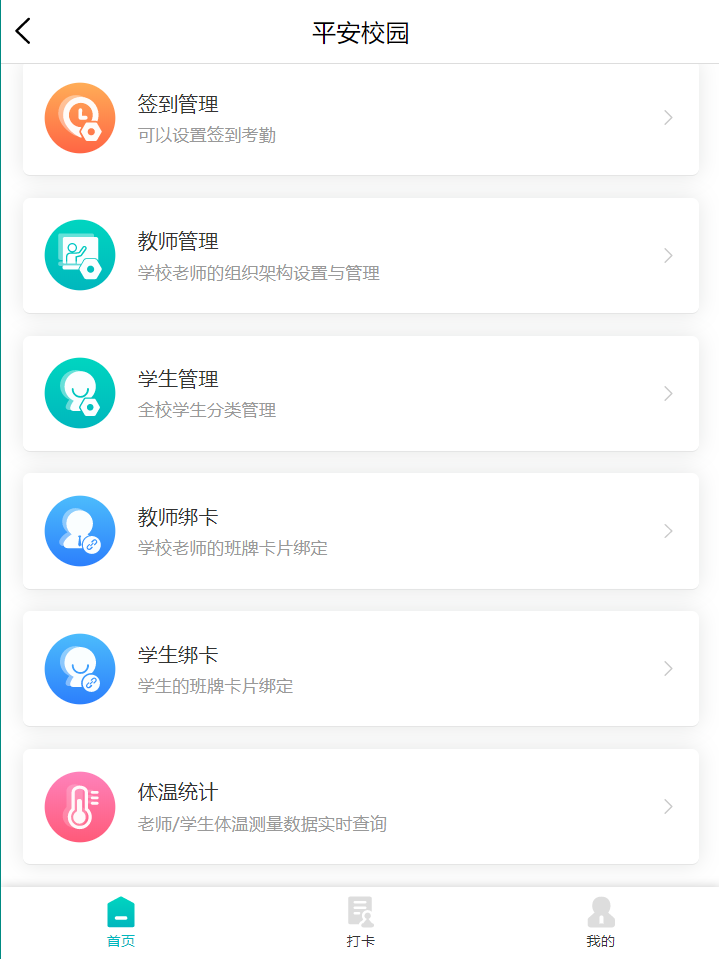 平安校园
签到管理
可以设置签到考勤
教师管理
学校老师的组织架构设置与管理
学生管理
全校学生分类管理
教师绑卡
学校老师的班牌卡片绑定
学生绑卡
学生的班牌卡片绑定
体温统计
老师/学生体温测量数据实时查询
首页
打卡
我的